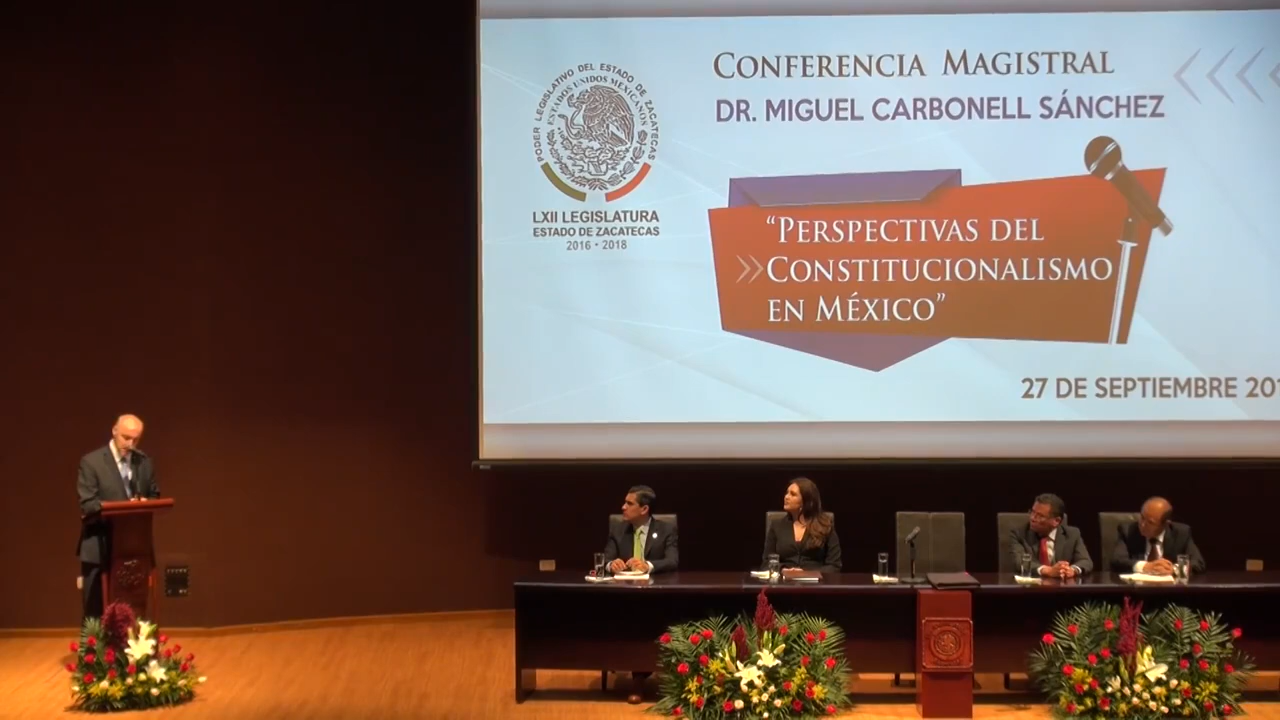 PODER LEGISLATIVO DEL ESTADO DE ZACATECAS
ESTADOS UNIDOS MEXICANOS
LXII LEGISLATURA
ESTADO DE ZACATECAS
2016 • 2018
CONFERENCIA MAGISTRAL
DR. MIGUEL CARBONELL SÁNCHEZ
“PERSPECTIVAS DEL
CONSTITUCIONALISMO
EN MÉXICO”
27 DE SEPTIEMBRE